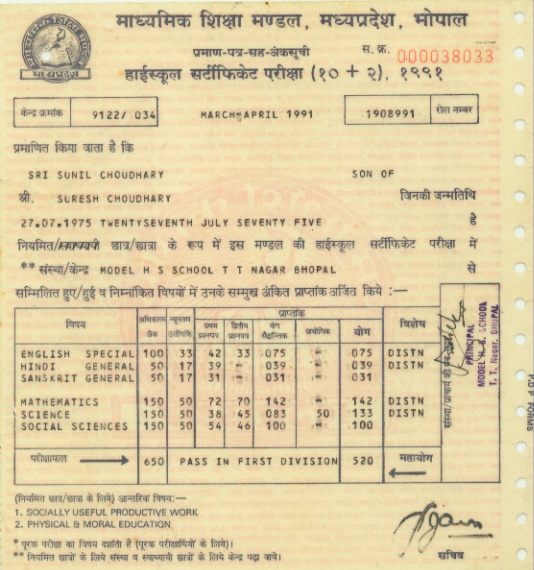 माध्यमिक शिक्षा मण्डल, मध्यप्रदेश, भोपाल
प्रमाण-पत्र-सह-अंकसूची स. क्र. 000038033
हाईस्कूल सर्टीफिकेट परीक्षा (१० + २), १९९१
मध्यप्रदेश
केन्द्र क्रमांक 9122/034 MARCH-APRIL 1991 1908991 रोल नम्बर
प्रमाणित किया जाता है कि
SRI SUNIL CHOUDHARY SON OF
श्री. SURESH CHOUDHARY जिनकी जन्मतिथि
27.07.1975 TWENTYSEVENTH JULY SEVENTY FIVE है
नियमित/स्वाध्यायी छात्र/छात्रा के रूप में इस मण्डल की हाईस्कूल सर्टीफिकेट परीक्षा में
** संस्था/केन्द्र MODEL H S SCHOOL T T NAGAR BHOPAL से
सम्मिलित हुए/हुई व निम्नांकित विषयों में उनके सम्मुख अंकित प्राप्तांक अर्जित किये :—
विषय अधिकतम अंक न्यूनतम उत्तीर्णांक प्राप्तांक विशेष
प्रथम प्रश्नपत्र द्वितीय प्रश्नपत्र योग सैद्धान्तिक प्रायोगिक योग
ENGLISH SPECIAL 100 33 42 33 075 - 075 DISTN
HINDI GENERAL 50 17 39 - 039 - 039 DISTN
SANSKRIT GENERAL 50 17 31 - 031 - 031
MATHEMATICS 150 50 72 70 142 - 142 DISTN
SCIENCE 150 50 38 45 083 50 133 DISTN
SOCIAL SCIENCES 150 50 54 46 100 - 100
परीक्षाफल 650 PASS IN FIRST DIVISION 520 महायोग
PRINCIPAL
MODEL H. S. SCHOOL
T. T. Nagar, BHOPAL
(नियमित छात्र/छात्रा के लिये) आन्तरिक विषय:—
1. SOCIALLY USEFUL PRODUCTIVE WORK
2. PHYSICAL & MORAL EDUCATION
* पूरक परीक्षा का विषय दर्शाता है (पूरक परीक्षार्थियों के लिये)।
** नियमित छात्रों के लिये संस्था व स्वाध्यायी छात्रों के लिये केन्द्र पढ़ा जावे।
सचिव